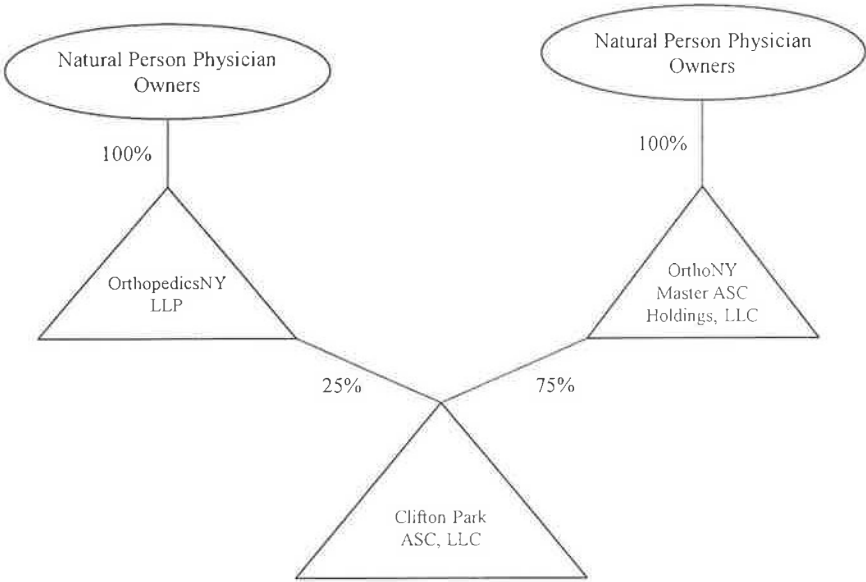 Natural Person Physician
Owners
Natural Person Physician
Owners
100%
100%
OrthopedicsNY
LLP
OrthoNY
Master ASC
Holdings, LLC
25%
75%
Clifton Park
ASC, LLC